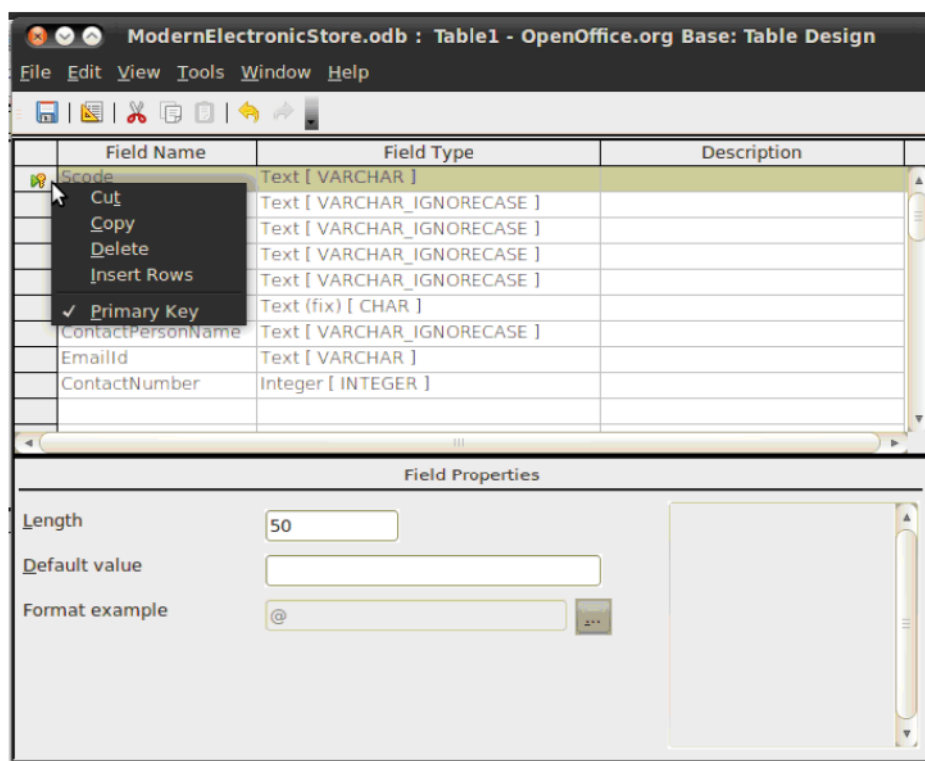 ModernElectronicStore.odb : Table1 - OpenOffice.org Base: Table Design
File Edit View Tools Window Help
Field Name Field Type Description
Scode Text [ VARCHAR ]
Cut Text [ VARCHAR_IGNORECASE ]
Copy Text [ VARCHAR_IGNORECASE ]
Delete Text [ VARCHAR_IGNORECASE ]
Insert Rows Text [ VARCHAR_IGNORECASE ]
✓ Primary Key Text (fix) [ CHAR ]
ContactPersonName Text [ VARCHAR_IGNORECASE ]
EmailId Text [ VARCHAR ]
ContactNumber Integer [ INTEGER ]
Field Properties
Length 50
Default value
Format example @ ...